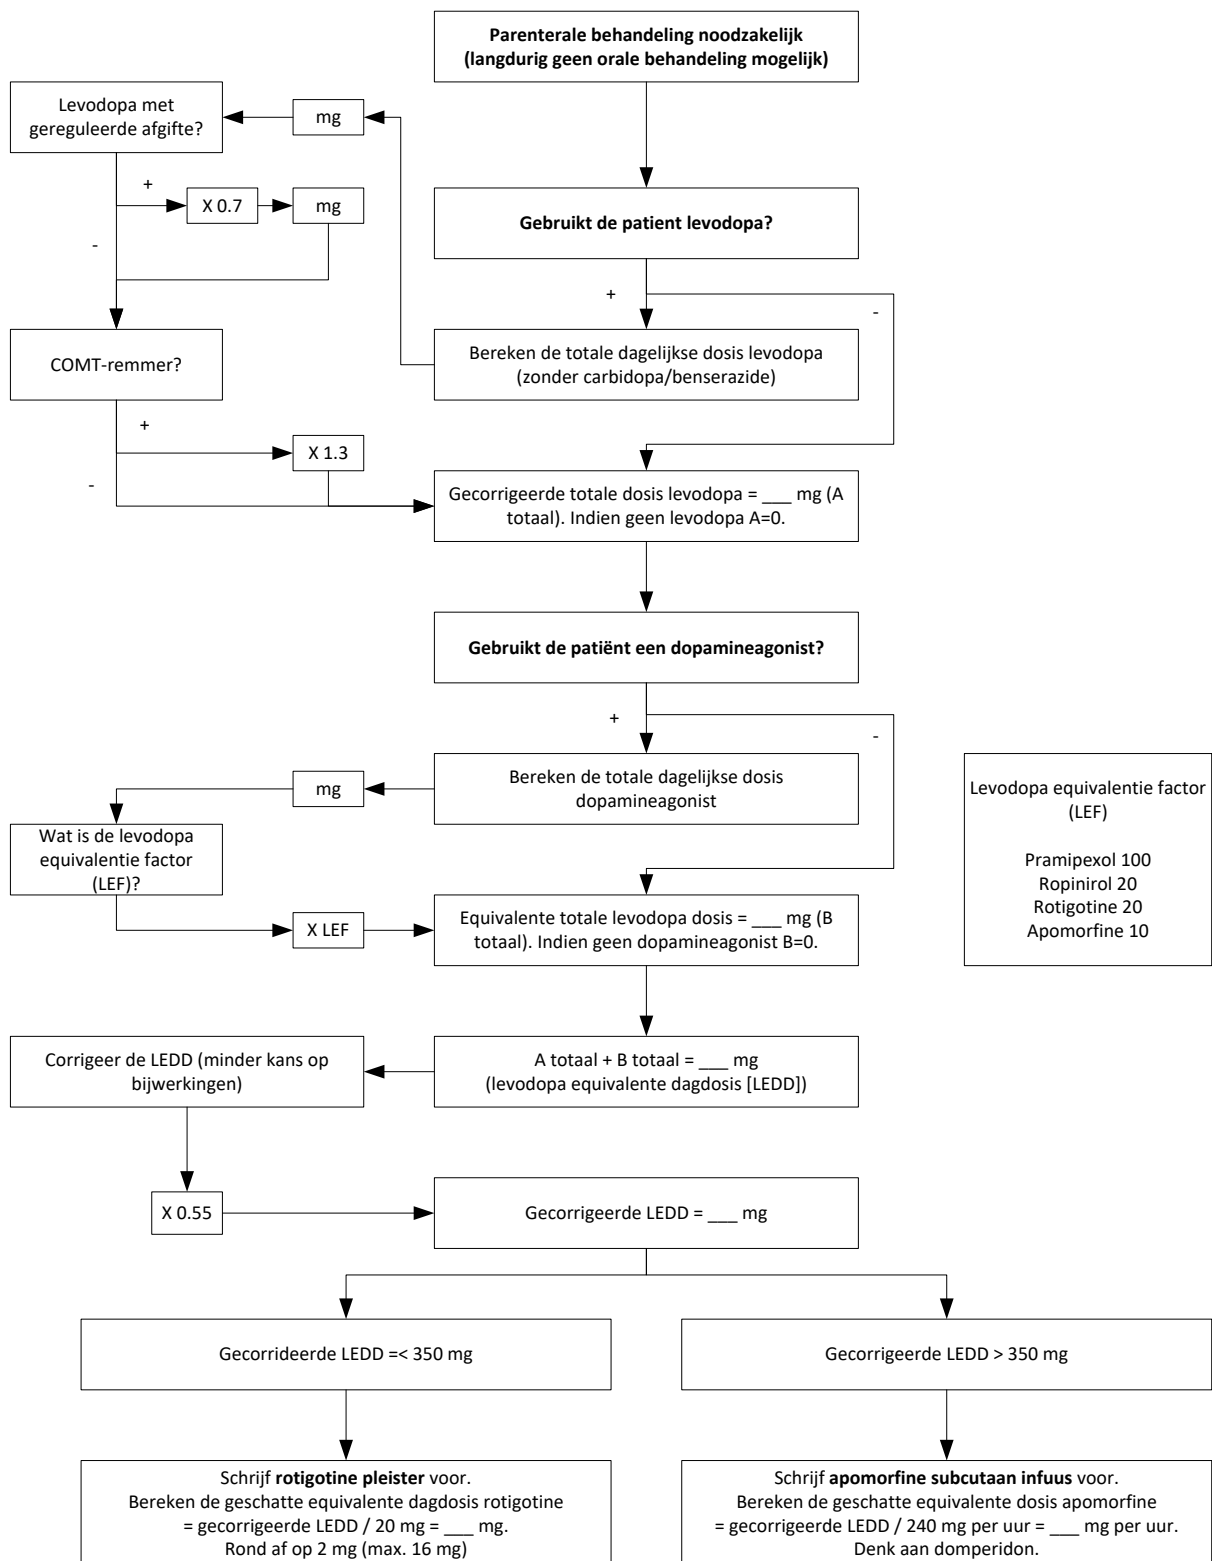 Parenterale behandeling noodzakelijk
(langdurig geen orale behandeling mogelijk)
Levodopa met
gereguleerde afgifte?
mg
+
X 0.7
mg
-
Gebruikt de patient levodopa?
+
-
COMT-remmer?
Bereken de totale dagelijkse dosis levodopa
(zonder carbidopa/benserazide)
+
X 1.3
-
Gecorrigeerde totale dosis levodopa = ___ mg (A
totaal). Indien geen levodopa A=0.
Gebruikt de patiënt een dopamineagonist?
+
-
Bereken de totale dagelijkse dosis
dopamineagonist
mg
Wat is de levodopa
equivalentie factor
(LEF)?
X LEF
Equivalente totale levodopa dosis = ___ mg (B
totaal). Indien geen dopamineagonist B=0.
Levodopa equivalentie factor
(LEF)
Pramipexol 100
Ropinirol 20
Rotigotine 20
Apomorfine 10
A totaal + B totaal = ___ mg
(levodopa equivalente dagdosis [LEDD])
Corrigeer de LEDD (minder kans op
bijwerkingen)
X 0.55
Gecorrigeerde LEDD = ___ mg
Gecorrideerde LEDD =< 350 mg
Gecorrigeerde LEDD > 350 mg
Schrijf rotigotine pleister voor.
Bereken de geschatte equivalente dagdosis rotigotine
= gecorrigeerde LEDD / 20 mg = ___ mg.
Rond af op 2 mg (max. 16 mg)
Schrijf apomorfine subcutaan infuus voor.
Bereken de geschatte equivalente dosis apomorfine
= gecorrigeerde LEDD / 240 mg per uur = ___ mg per uur.
Denk aan domperidon.